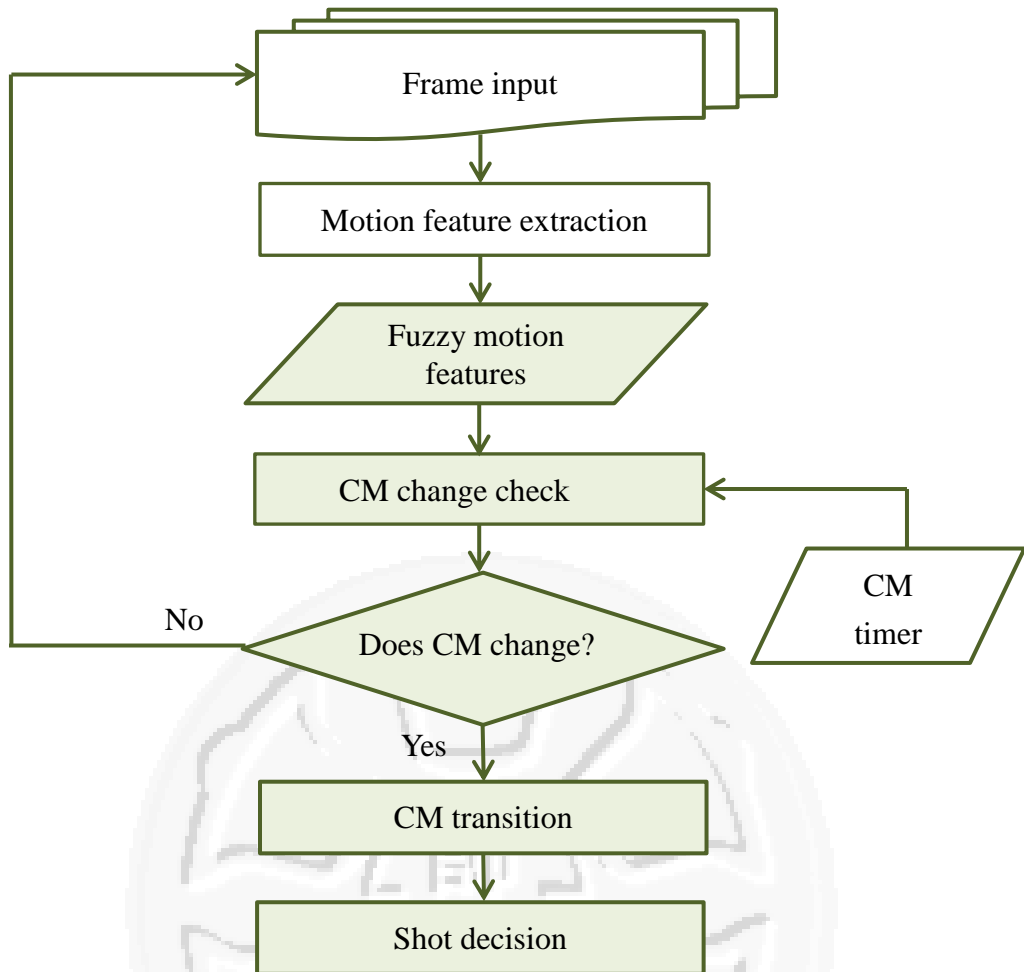 Frame input
Motion feature extraction
Fuzzy motion
features
CM change check
CM
timer
Does CM change?
No
Yes
CM transition
Shot decision